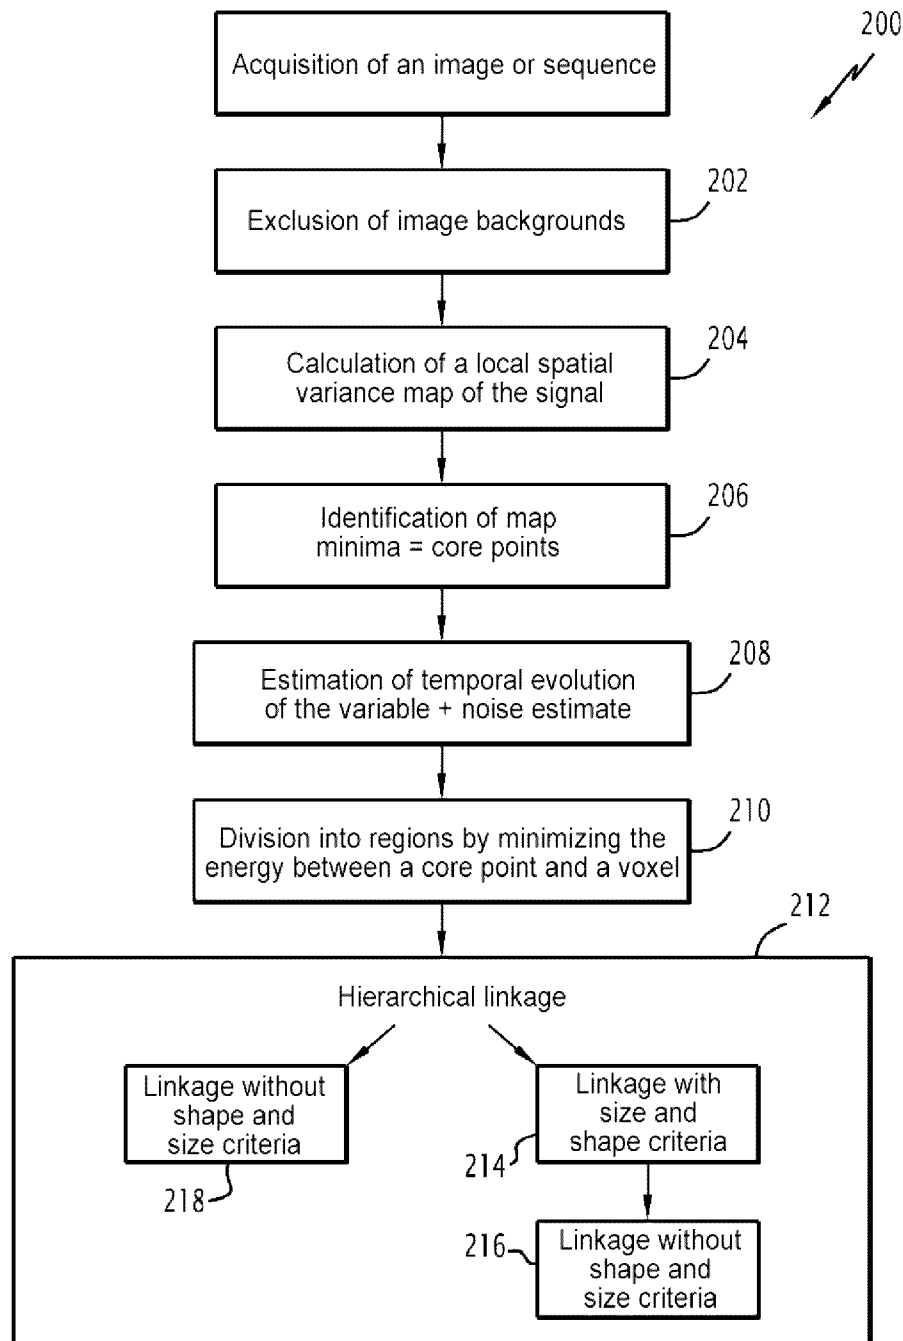 200
Acquisition of an image or sequence
202
Exclusion of image backgrounds
204
Calculation of a local spatial
variance map of the signal
206
Identification of map
minima = core points
208
Estimation of temporal evolution
of the variable + noise estimate
210
Division into regions by minimizing the
energy between a core point and a voxel
212
Hierarchical linkage
Linkage without
shape and
size criteria
218
Linkage with
size and
shape criteria
214
216
Linkage without
shape and
size criteria